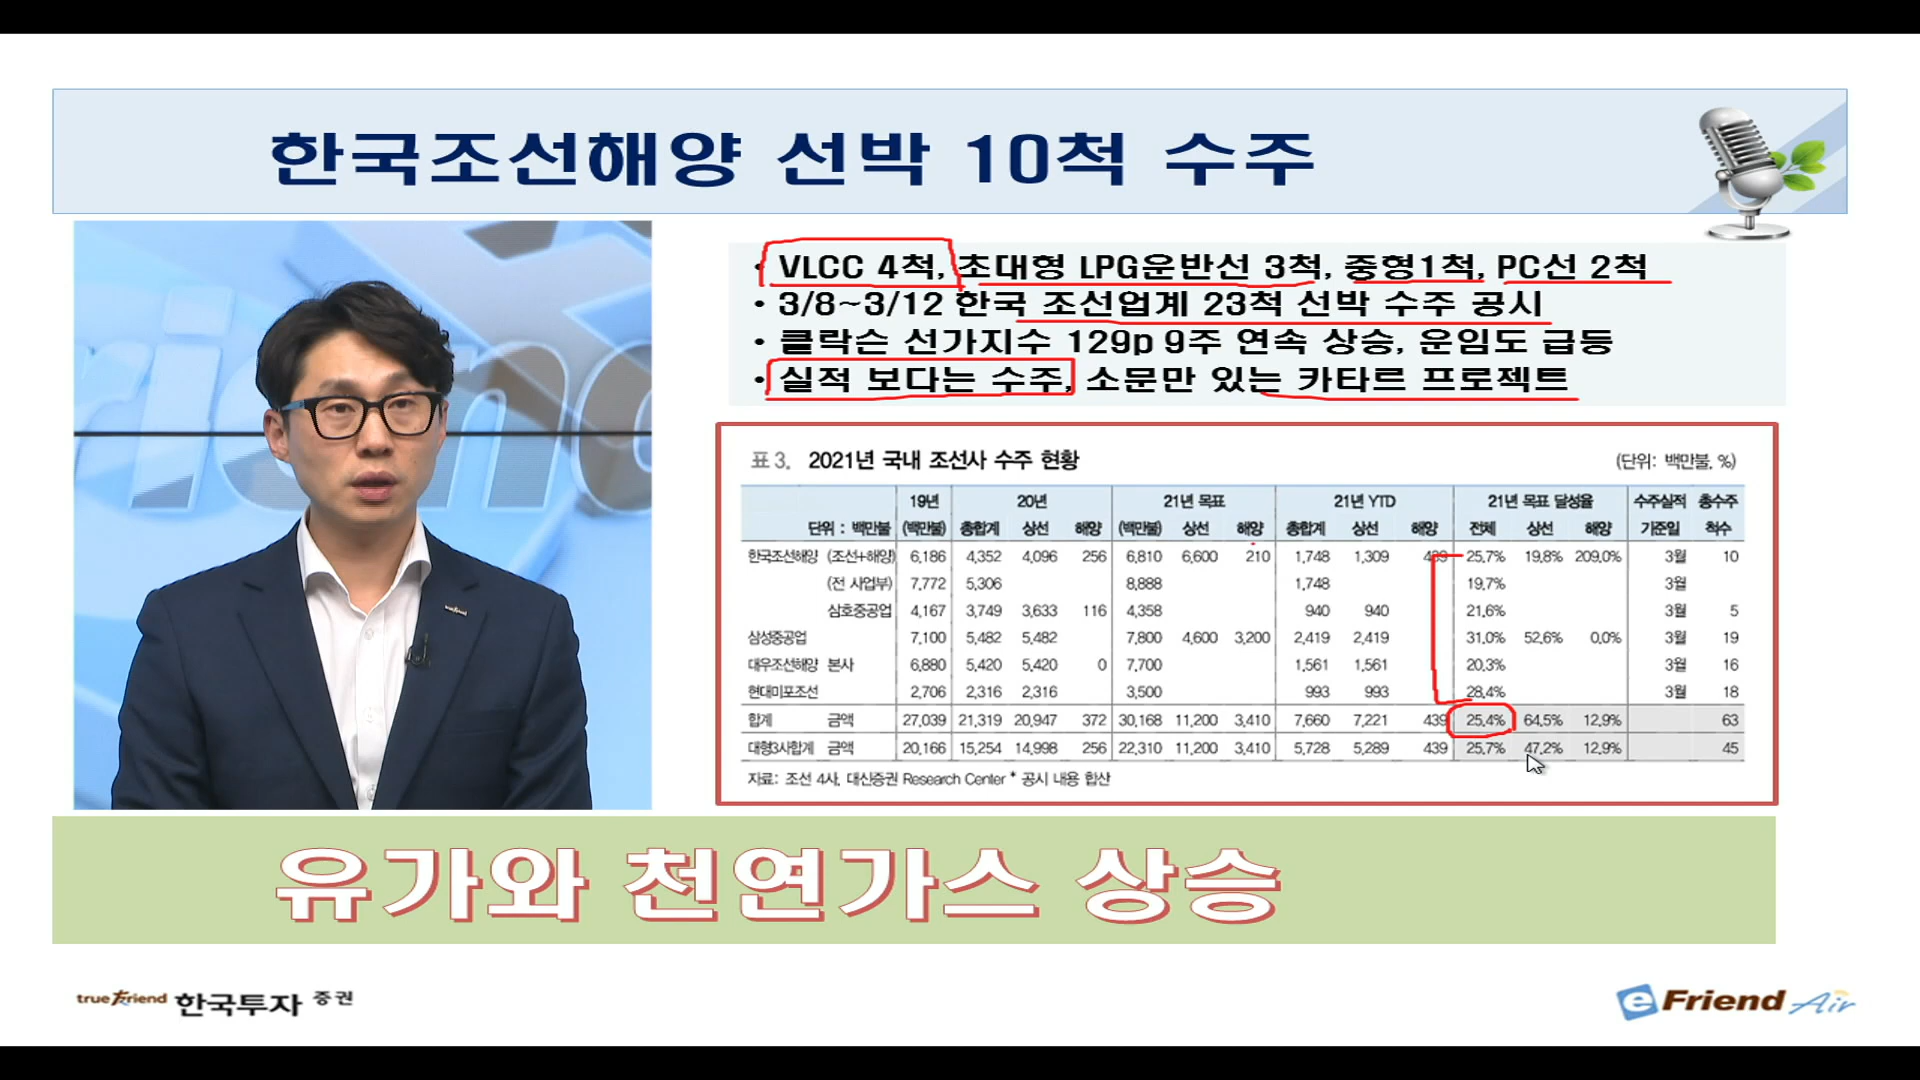 한국조선해양 선박 10척 수주
• VLCC 4척, 초대형 LPG운반선 3척, 중형1척, PC선 2척
• 3/8~3/12 한국 조선업계 23척 선박 수주 공시
• 클락슨 선가지수 129p 9주 연속 상승, 운임도 급등
• 실적 보다는 수주, 소문만 있는 카타르 프로젝트
표 3. 2021년 국내 조선사 수주 현황 (단위: 백만불, %)
19년 20년 21년 목표 21년 YTD 21년 목표 달성율 수주실적 총수주
단위 : 백만불 (백만불) 총합계 상선 해양 (백만불) 상선 해양 총합계 상선 해양 전체 상선 해양 기준일 척수
한국조선해양 (조선+해양) 6,186 4,352 4,096 256 6,810 6,600 210 1,748 1,309 439 25.7% 19.8% 209.0% 3월 10
(전 사업부) 7,772 5,306 8,888 1,748 19.7% 3월
삼호중공업 4,167 3,749 3,633 116 4,358 940 940 21.6% 3월 5
삼성중공업 7,100 5,482 5,482 7,800 4,600 3,200 2,419 2,419 31.0% 52.6% 0.0% 3월 19
대우조선해양 본사 6,880 5,420 5,420 0 7,700 1,561 1,561 20.3% 3월 16
현대미포조선 2,706 2,316 2,316 3,500 993 993 28.4% 3월 18
합계 금액 27,039 21,319 20,947 372 30,168 11,200 3,410 7,660 7,221 439 25.4% 64.5% 12.9% 63
대형3사합계 금액 20,166 15,254 14,998 256 22,310 11,200 3,410 5,728 5,289 439 25.7% 47.2% 12.9% 45
자료: 조선 4사, 대신증권 Research Center * 공시 내용 합산
유가와 천연가스 상승
true friend 한국투자 증권
e Friend Air